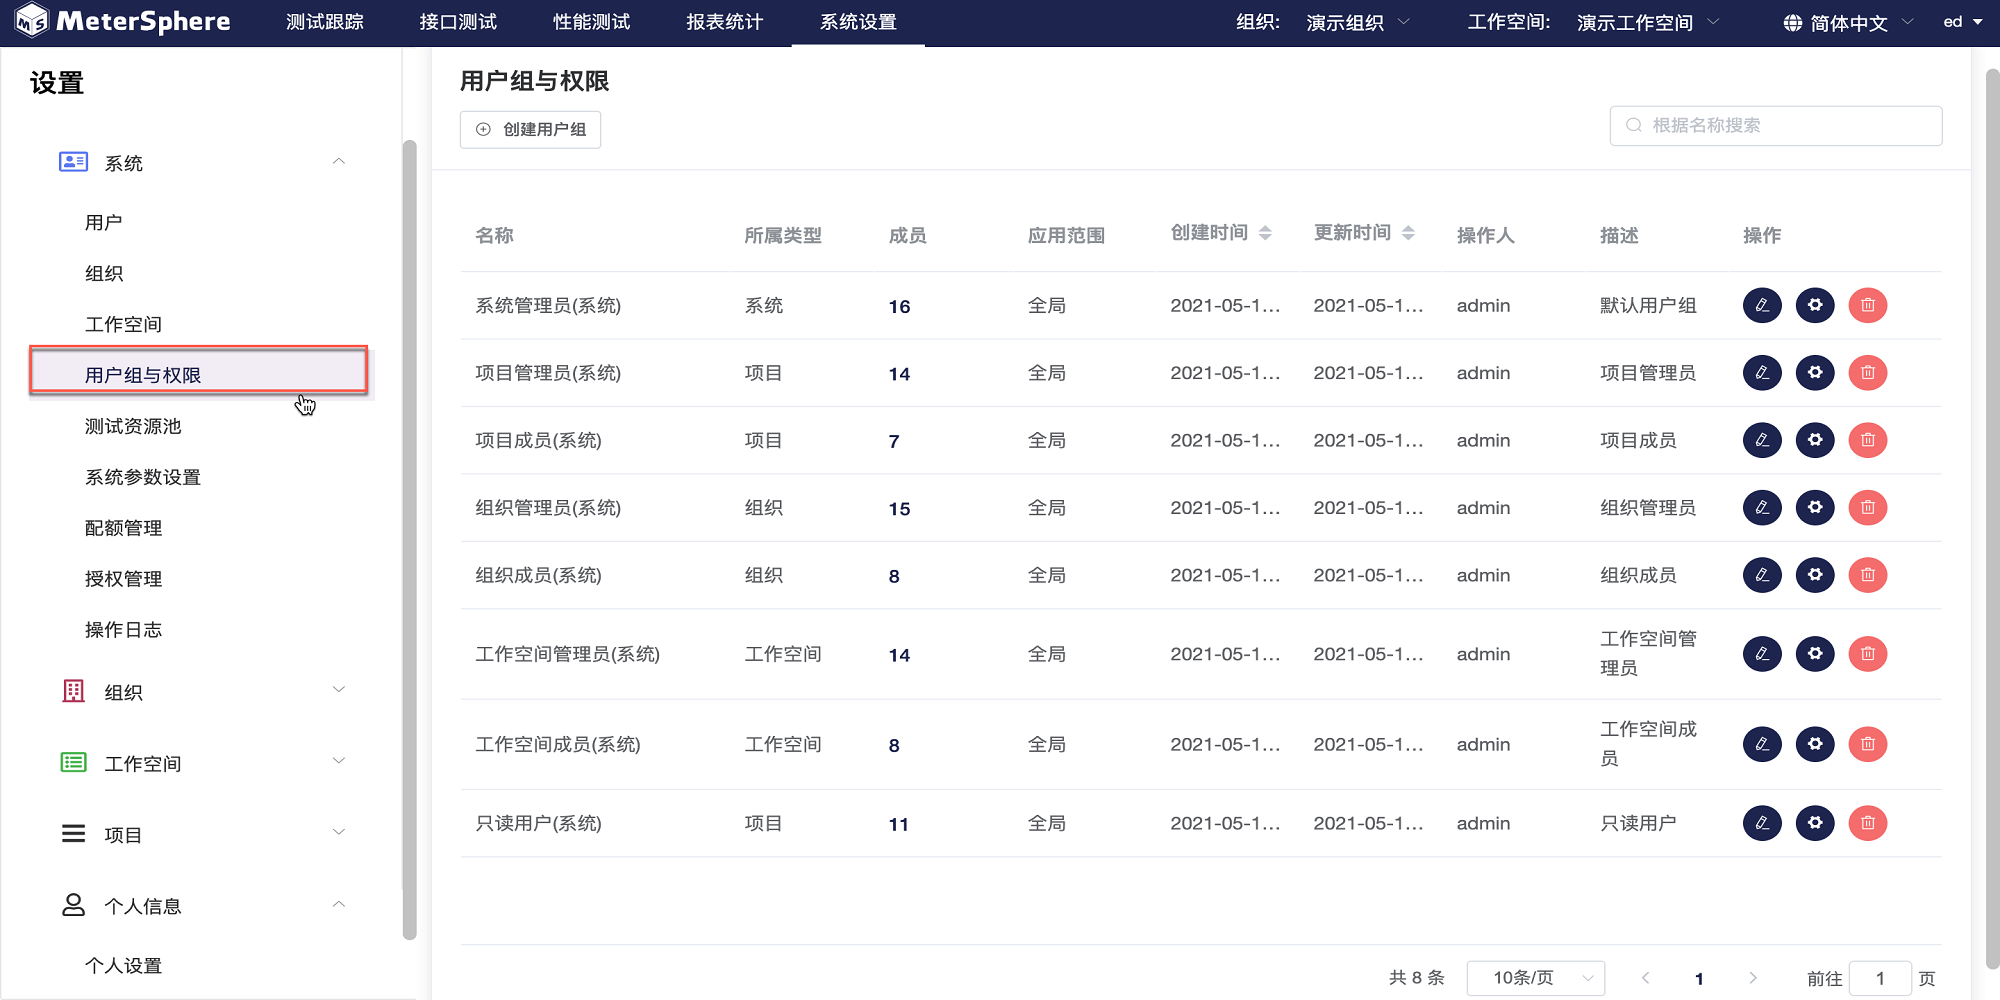 MeterSphere 测试跟踪 接口测试 性能测试 报表统计 系统设置 组织: 演示组织 工作空间: 演示工作空间 简体中文 ed
设置
系统
用户
组织
工作空间
用户组与权限
测试资源池
系统参数设置
配额管理
授权管理
操作日志
组织
工作空间
项目
个人信息
个人设置
用户组与权限
创建用户组
根据名称搜索
名称 所属类型 成员 应用范围 创建时间 更新时间 操作人 描述 操作
系统管理员(系统) 系统 16 全局 2021-05-1... 2021-05-1... admin 默认用户组
项目管理员(系统) 项目 14 全局 2021-05-1... 2021-05-1... admin 项目管理员
项目成员(系统) 项目 7 全局 2021-05-1... 2021-05-1... admin 项目成员
组织管理员(系统) 组织 15 全局 2021-05-1... 2021-05-1... admin 组织管理员
组织成员(系统) 组织 8 全局 2021-05-1... 2021-05-1... admin 组织成员
工作空间管理员(系统) 工作空间 14 全局 2021-05-1... 2021-05-1... admin 工作空间管
理员
工作空间成员(系统) 工作空间 8 全局 2021-05-1... 2021-05-1... admin 工作空间成
员
只读用户(系统) 项目 11 全局 2021-05-1... 2021-05-1... admin 只读用户
共 8 条 10条/页 1 前往 1 页